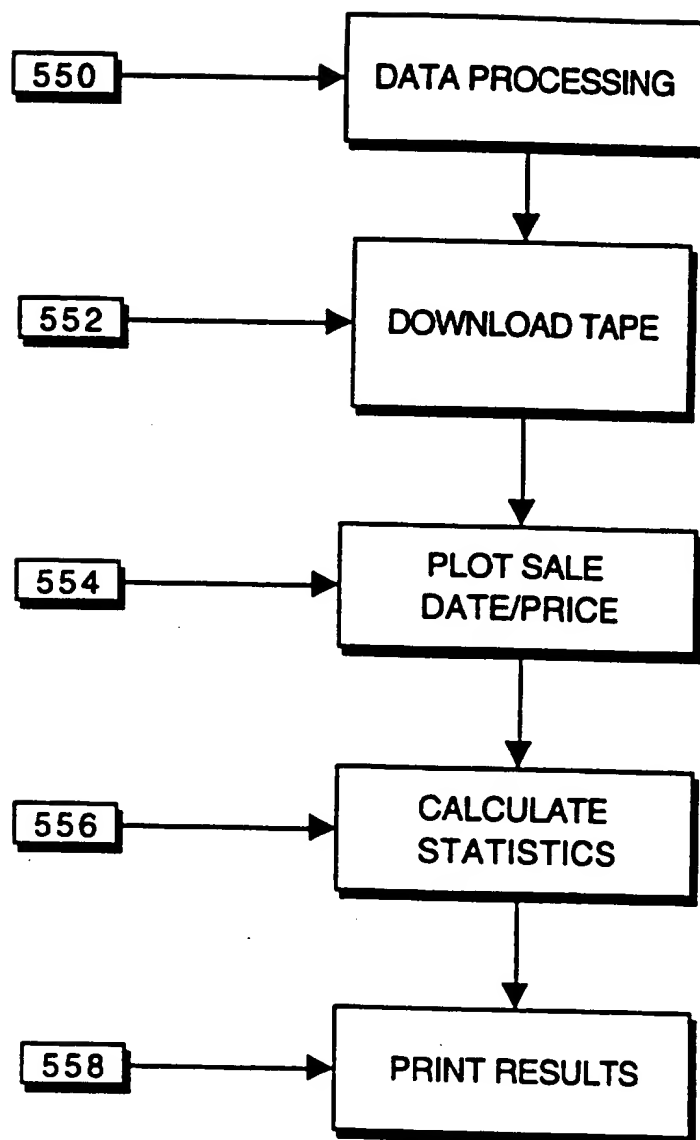 550
DATA PROCESSING
552
DOWNLOAD TAPE
554
PLOT SALE
DATE/PRICE
556
CALCULATE
STATISTICS
558
PRINT RESULTS